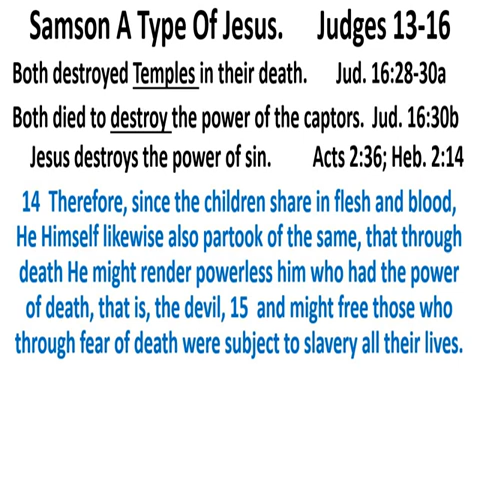 Samson A Type Of Jesus. Judges 13-16
Both destroyed Temples in their death. Jud. 16:28-30a
Both died to destroy the power of the captors. Jud. 16:30b
Jesus destroys the power of sin. Acts 2:36; Heb. 2:14
14 Therefore, since the children share in flesh and blood,
He Himself likewise also partook of the same, that through
death He might render powerless him who had the power
of death, that is, the devil, 15 and might free those who
through fear of death were subject to slavery all their lives.